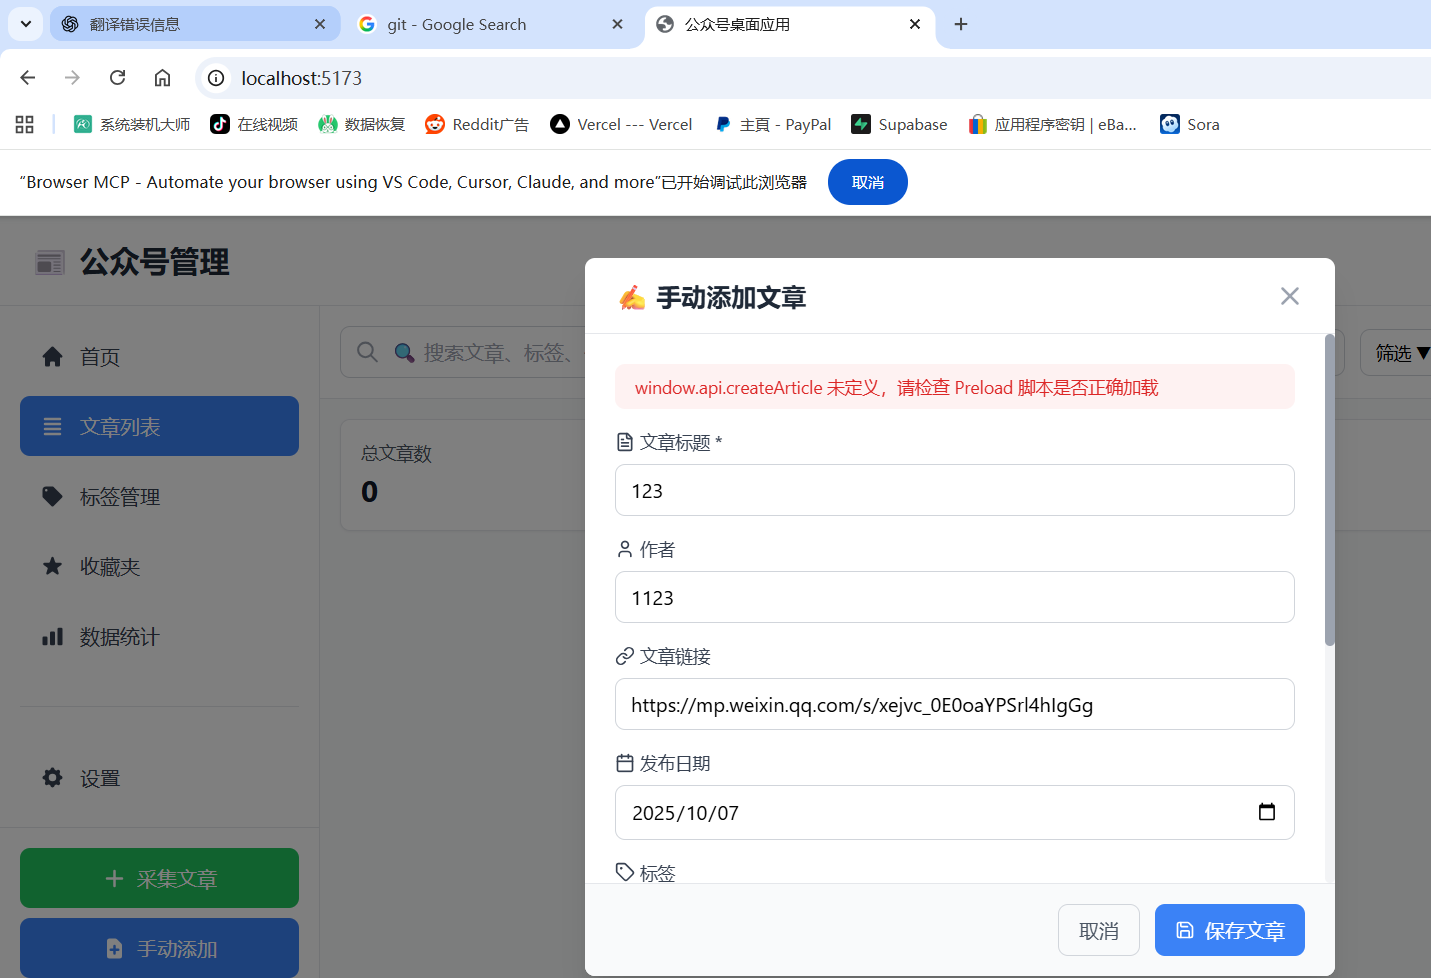 翻译错误信息
git - Google Search
公众号桌面应用
localhost:5173
系统装机大师
在线视频
数据恢复
Reddit广告
Vercel --- Vercel
主頁 - PayPal
Supabase
应用程序密钥 | eBa...
Sora
“Browser MCP - Automate your browser using VS Code, Cursor, Claude, and more”已开始调试此浏览器
取消
公众号管理
首页
文章列表
标签管理
收藏夹
数据统计
设置
采集文章
手动添加
搜索文章、标签、
筛选 ▼
总文章数
0
手动添加文章
window.api.createArticle 未定义，请检查 Preload 脚本是否正确加载
文章标题 *
123
作者
1123
文章链接
https://mp.weixin.qq.com/s/xejvc_0E0oaYPSrl4hIgGg
发布日期
2025/10/07
标签
取消
保存文章